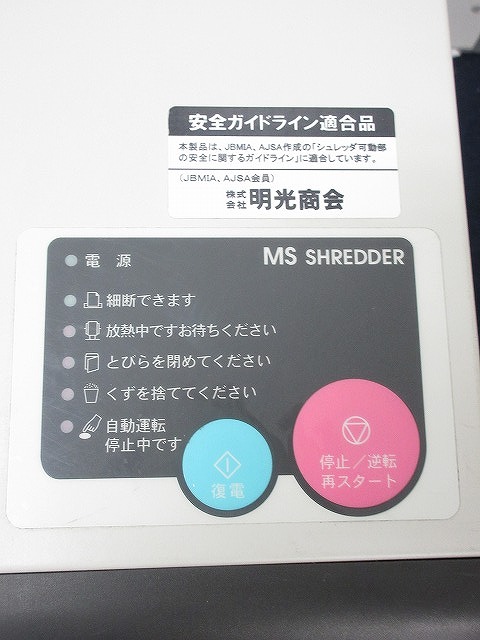 安全ガイドライン適合品
本製品は、JBMIA、AJSA作成の「シュレッダ可動部
の安全に関するガイドライン」に適合しています。
(JBMIA、AJSA会員)
株式会社 明光商会
電 源
MS SHREDDER
細断できます
放熱中ですお待ちください
とびらを閉めてください
くずを捨ててください
自動運転
停止中です
復電
停止/逆転
再スタート